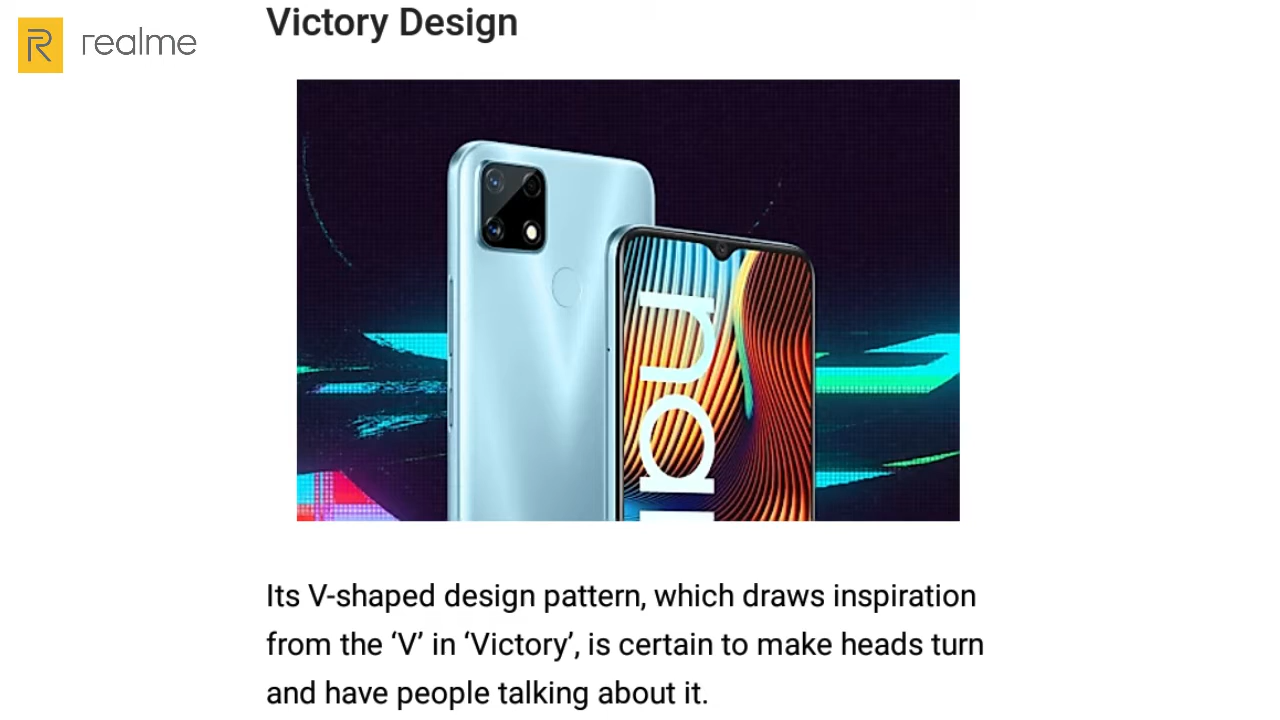 Victory Design
realme
Its V-shaped design pattern, which draws inspiration
from the ‘V’ in ‘Victory’, is certain to make heads turn
and have people talking about it.